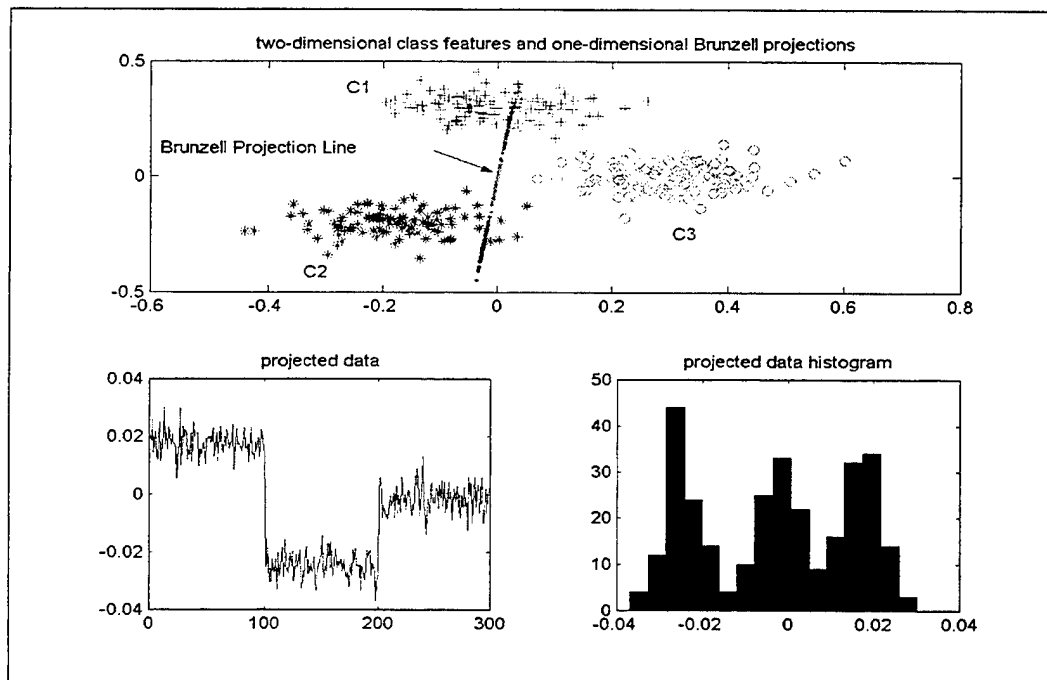 two-dimensional class features and one-dimensional Brunzell projections
0.5
C1
Brunzell Projection Line
0
C3
C2
-0.5
-0.6 -0.4 -0.2 0 0.2 0.4 0.6 0.8
projected data
0.04
0.02
0
-0.02
-0.04
0 100 200 300
projected data histogram
50
40
30
20
10
0
-0.04 -0.02 0 0.02 0.04